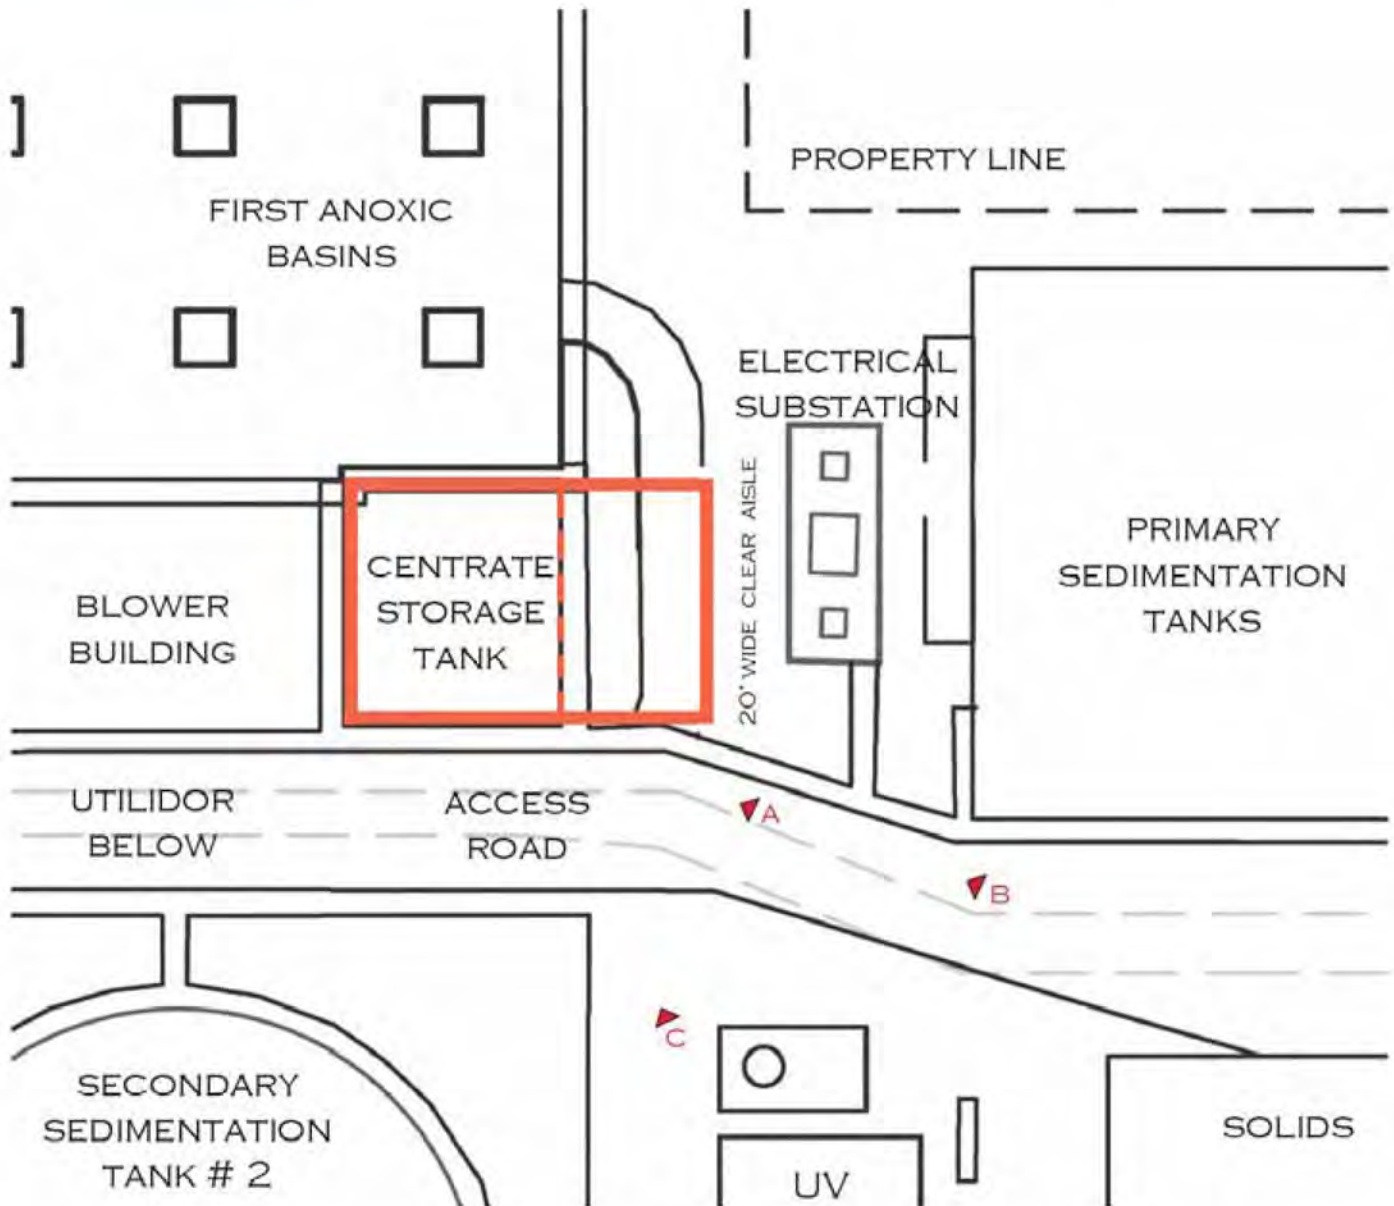 PROPERTY LINE
FIRST ANOXIC
BASINS
ELECTRICAL
SUBSTATION
20' WIDE CLEAR AISLE
PRIMARY
SEDIMENTATION
TANKS
CENTRATE
STORAGE
TANK
BLOWER
BUILDING
UTILIDOR
BELOW
ACCESS
ROAD
A
B
C
SECONDARY
SEDIMENTATION
TANK # 2
SOLIDS
UV